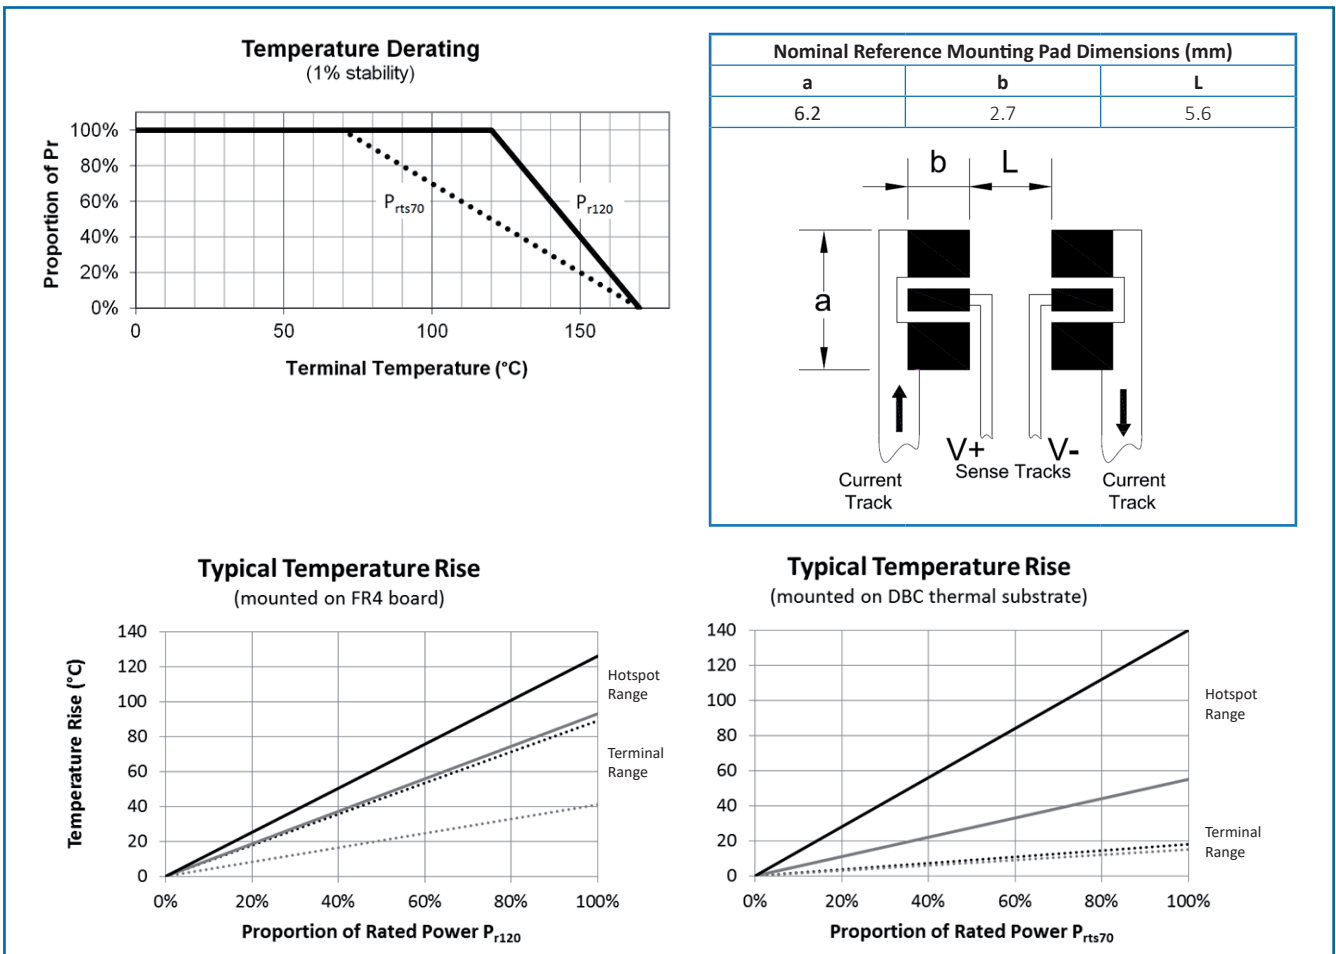 Temperature Derating
(1% stability)
Proportion of Pr
100%
80%
60%
40%
20%
0%
Prts70
Pr120
0
50
100
150
Terminal Temperature (°C)
Nominal Reference Mounting Pad Dimensions (mm)
a b L
6.2 2.7 5.6
b L
a
V+ V-
Sense Tracks
Current
Track
Current
Track
Typical Temperature Rise
(mounted on FR4 board)
Temperature Rise (°C)
140
120
100
80
60
40
20
0
Hotspot
Range
Terminal
Range
0% 20% 40% 60% 80% 100%
Proportion of Rated Power Pr120
Typical Temperature Rise
(mounted on DBC thermal substrate)
140
120
100
80
60
40
20
0
Hotspot
Range
Terminal
Range
0% 20% 40% 60% 80% 100%
Proportion of Rated Power Prts70